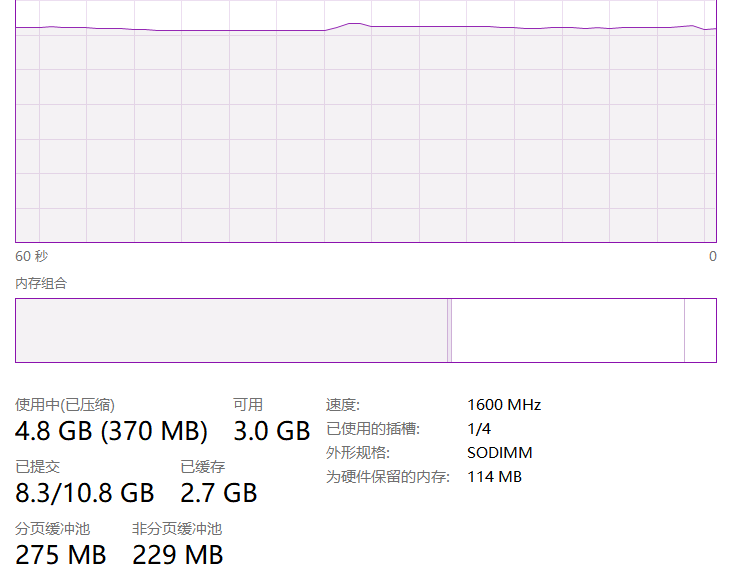 60 秒 0
内存组合
使用中(已压缩) 可用 速度: 1600 MHz
4.8 GB (370 MB) 3.0 GB 已使用的插槽: 1/4
外形规格: SODIMM
已提交 已缓存 为硬件保留的内存: 114 MB
8.3/10.8 GB 2.7 GB
分页缓冲池 非分页缓冲池
275 MB 229 MB